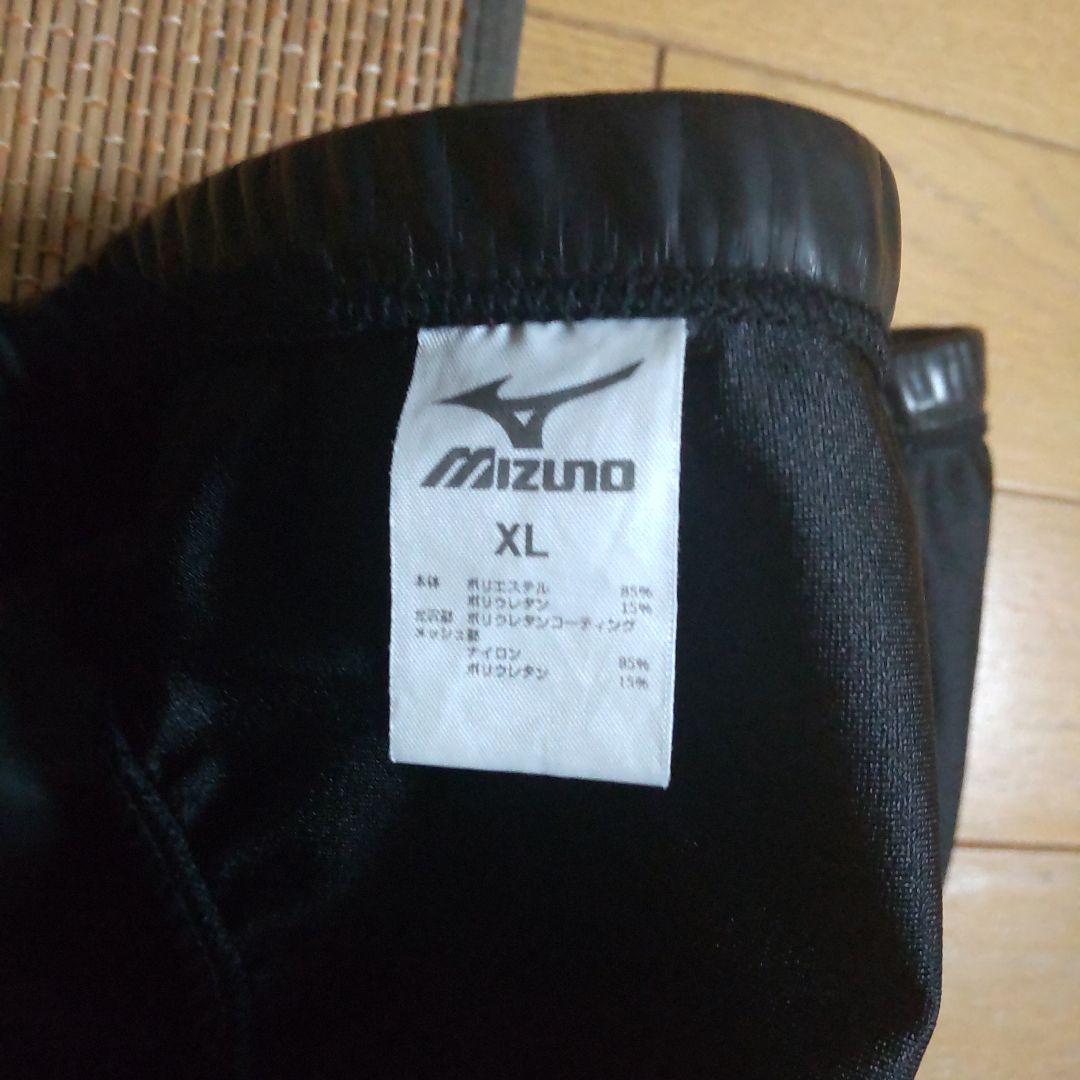 MIZUNO
XL
本体 ポリエステル 85%
ポリウレタン 15%
光沢部 ポリウレタンコーティング
メッシュ部
ナイロン 85%
ポリウレタン 15%